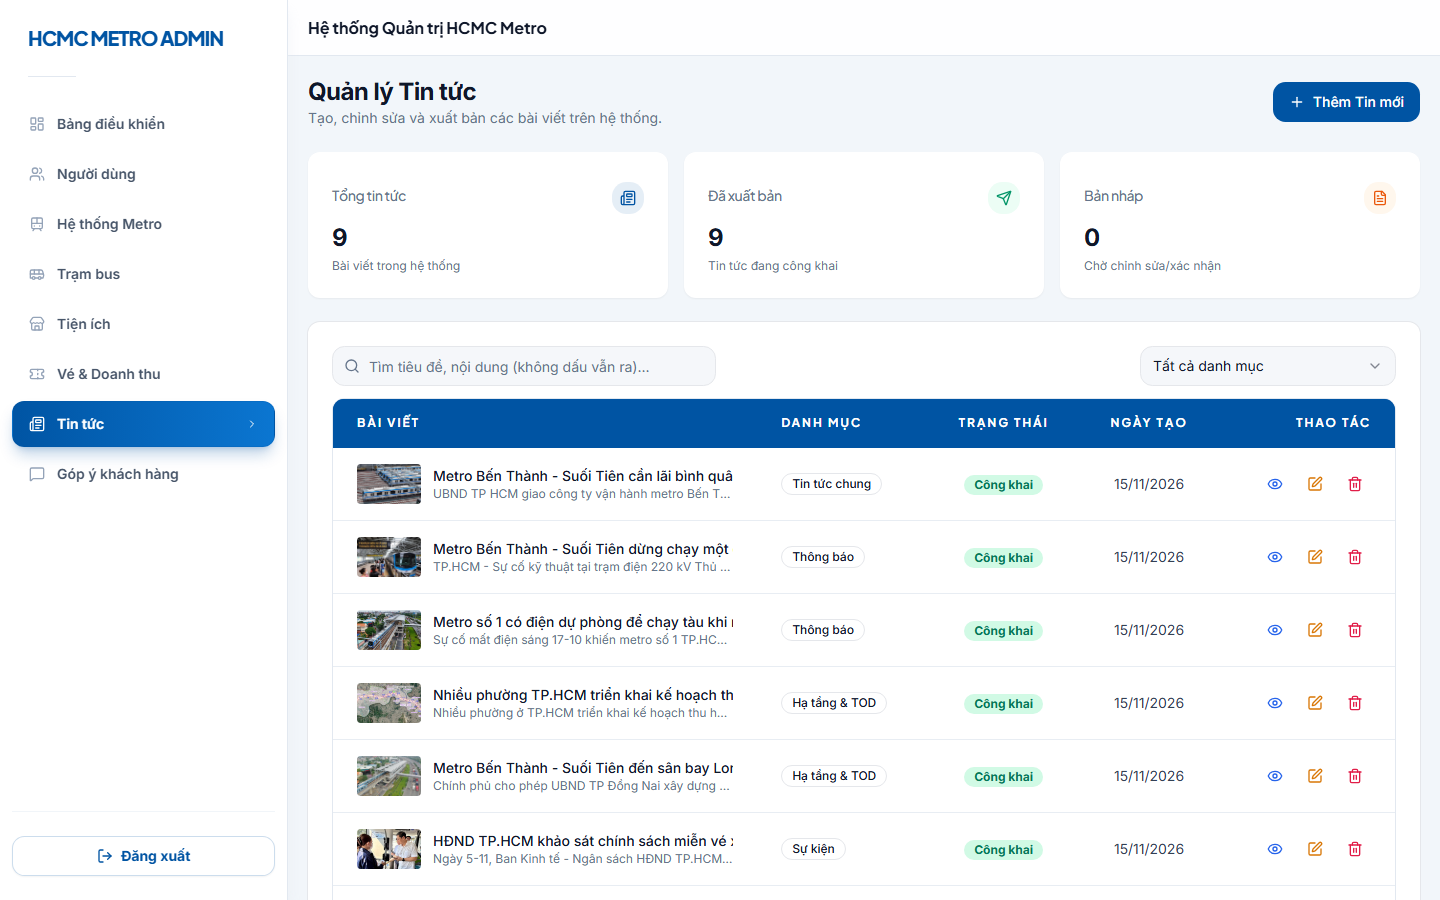 HCMC METRO ADMIN
Bảng điều khiển
Người dùng
Hệ thống Metro
Trạm bus
Tiện ích
Vé & Doanh thu
Tin tức
Góp ý khách hàng
Đăng xuất
Hệ thống Quản trị HCMC Metro
Quản lý Tin tức
Tạo, chỉnh sửa và xuất bản các bài viết trên hệ thống.
Thêm Tin mới
Tổng tin tức
9
Bài viết trong hệ thống
Đã xuất bản
9
Tin tức đang công khai
Bản nháp
0
Chờ chỉnh sửa/xác nhận
Tìm tiêu đề, nội dung (không dấu vẫn ra)...
Tất cả danh mục
BÀI VIẾT DANH MỤC TRẠNG THÁI NGÀY TẠO THAO TÁC
Metro Bến Thành - Suối Tiên cần lãi bình quâ
UBND TP HCM giao công ty vận hành metro Bến T...
Tin tức chung Công khai 15/11/2026
Metro Bến Thành - Suối Tiên dừng chạy một
TP.HCM - Sự cố kỹ thuật tại trạm điện 220 kV Thủ ...
Thông báo Công khai 15/11/2026
Metro số 1 có điện dự phòng để chạy tàu khi
Sự cố mất điện sáng 17-10 khiến metro số 1 TP.HC...
Thông báo Công khai 15/11/2026
Nhiều phường TP.HCM triển khai kế hoạch th
Nhiều phường ở TP.HCM triển khai kế hoạch thu h...
Hạ tầng & TOD Công khai 15/11/2026
Metro Bến Thành - Suối Tiên đến sân bay Lon
Chính phủ cho phép UBND TP Đồng Nai xây dựng ...
Hạ tầng & TOD Công khai 15/11/2026
HĐND TP.HCM khảo sát chính sách miễn vé
Ngày 5-11, Ban Kinh tế - Ngân sách HĐND TP.HCM...
Sự kiện Công khai 15/11/2026